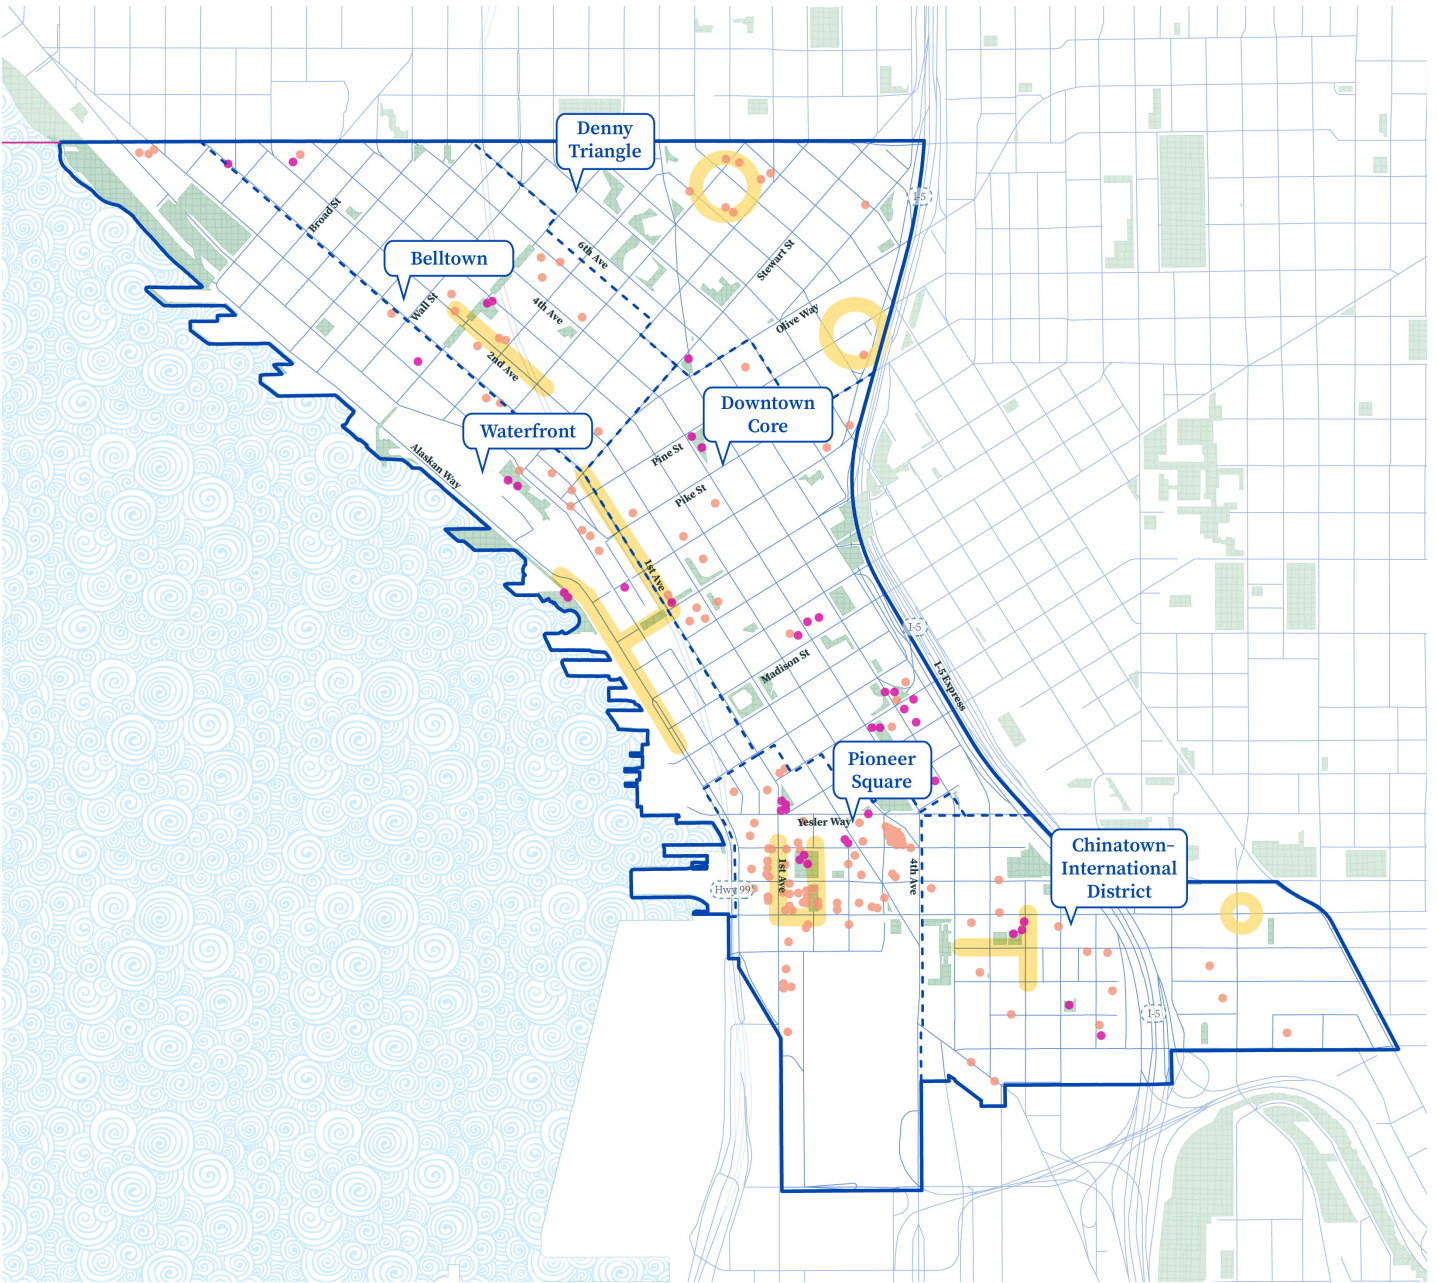 Denny
Triangle
I-5
Broad St
6th Ave
Stewart St
Belltown
Wall St
4th Ave
Olive Way
2nd Ave
Downtown
Core
Waterfront
Pine St
Alaskan Way
Pike St
1st Ave
I-5
Madison St
I-5 Express
Pioneer
Square
Yesler Way
Chinatown–
International
District
1st Ave
4th Ave
Hwy 99
I-5